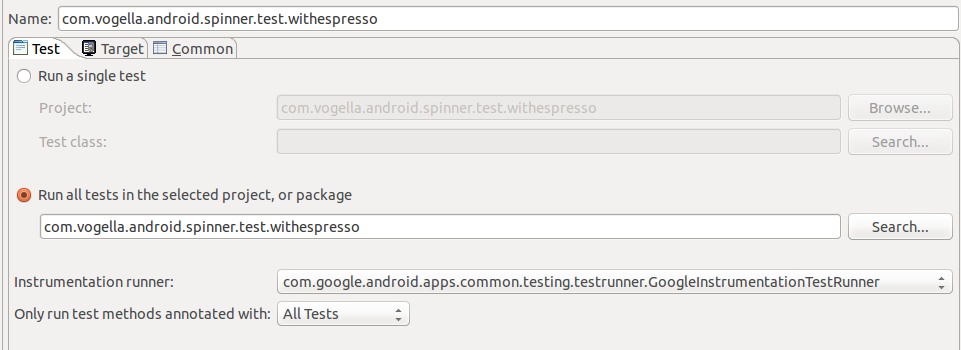 Name: com.vogella.android.spinner.test.withespresso
Test Target Common
Run a single test
Project: com.vogella.android.spinner.test.withespresso Browse...
Test class: Search...
Run all tests in the selected project, or package
com.vogella.android.spinner.test.withespresso Search...
Instrumentation runner: com.google.android.apps.common.testing.testrunner.GoogleInstrumentationTestRunner
Only run test methods annotated with: All Tests